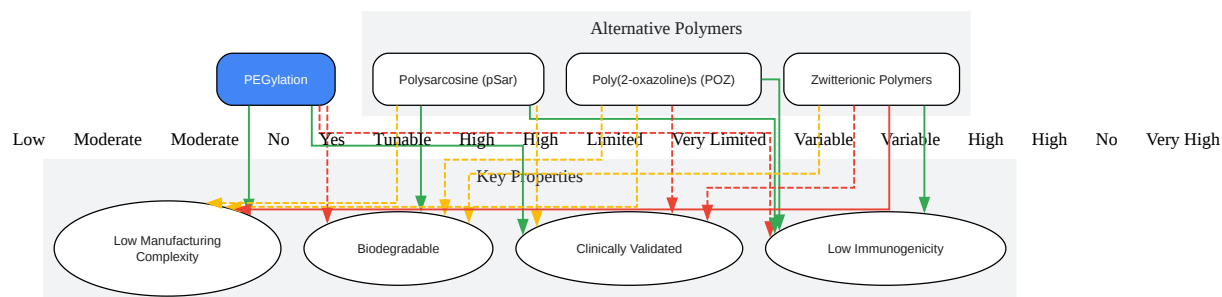 Alternative Polymers
PEGylation
Polysarcosine (pSar)
Poly(2-oxazoline)s (POZ)
Zwitterionic Polymers
Low
Moderate
Moderate
No
Yes
Tunable
High
High
Limited
Very Limited
Variable
Variable
High
High
No
Very High
Key Properties
Low Manufacturing
Complexity
Biodegradable
Clinically Validated
Low Immunogenicity